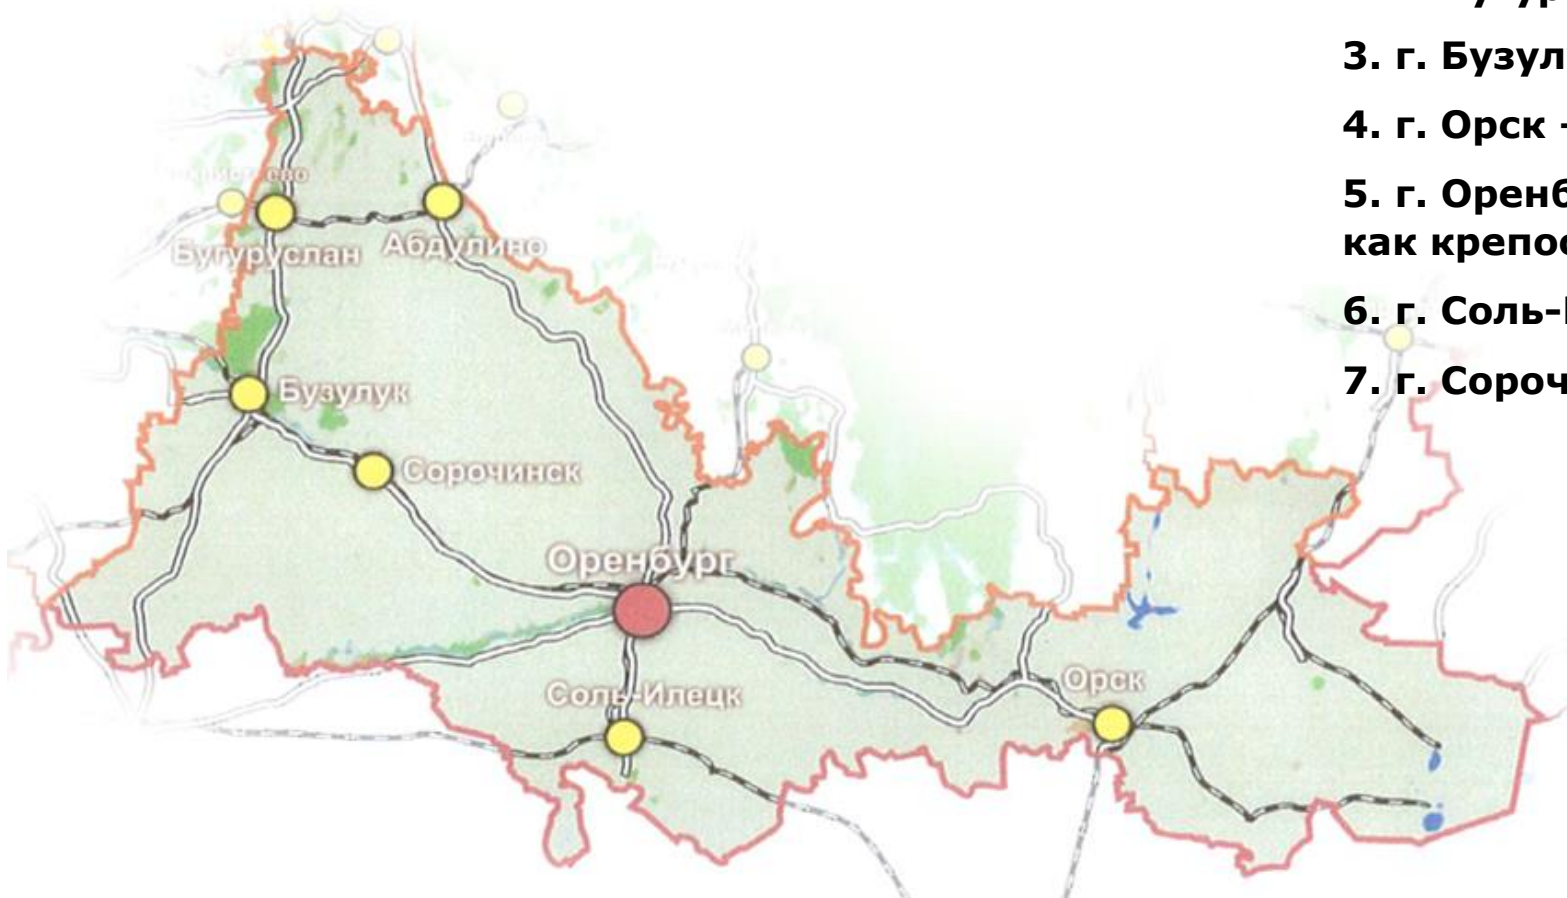 3. г. Бузул
4. г. Орск -
5. г. Оренб
как крепос
6. г. Соль-
7. г. Сороч
Бугуруслан
Абдулино
Бузулук
Сорочинск
Оренбург
Соль-Илецк
Орск